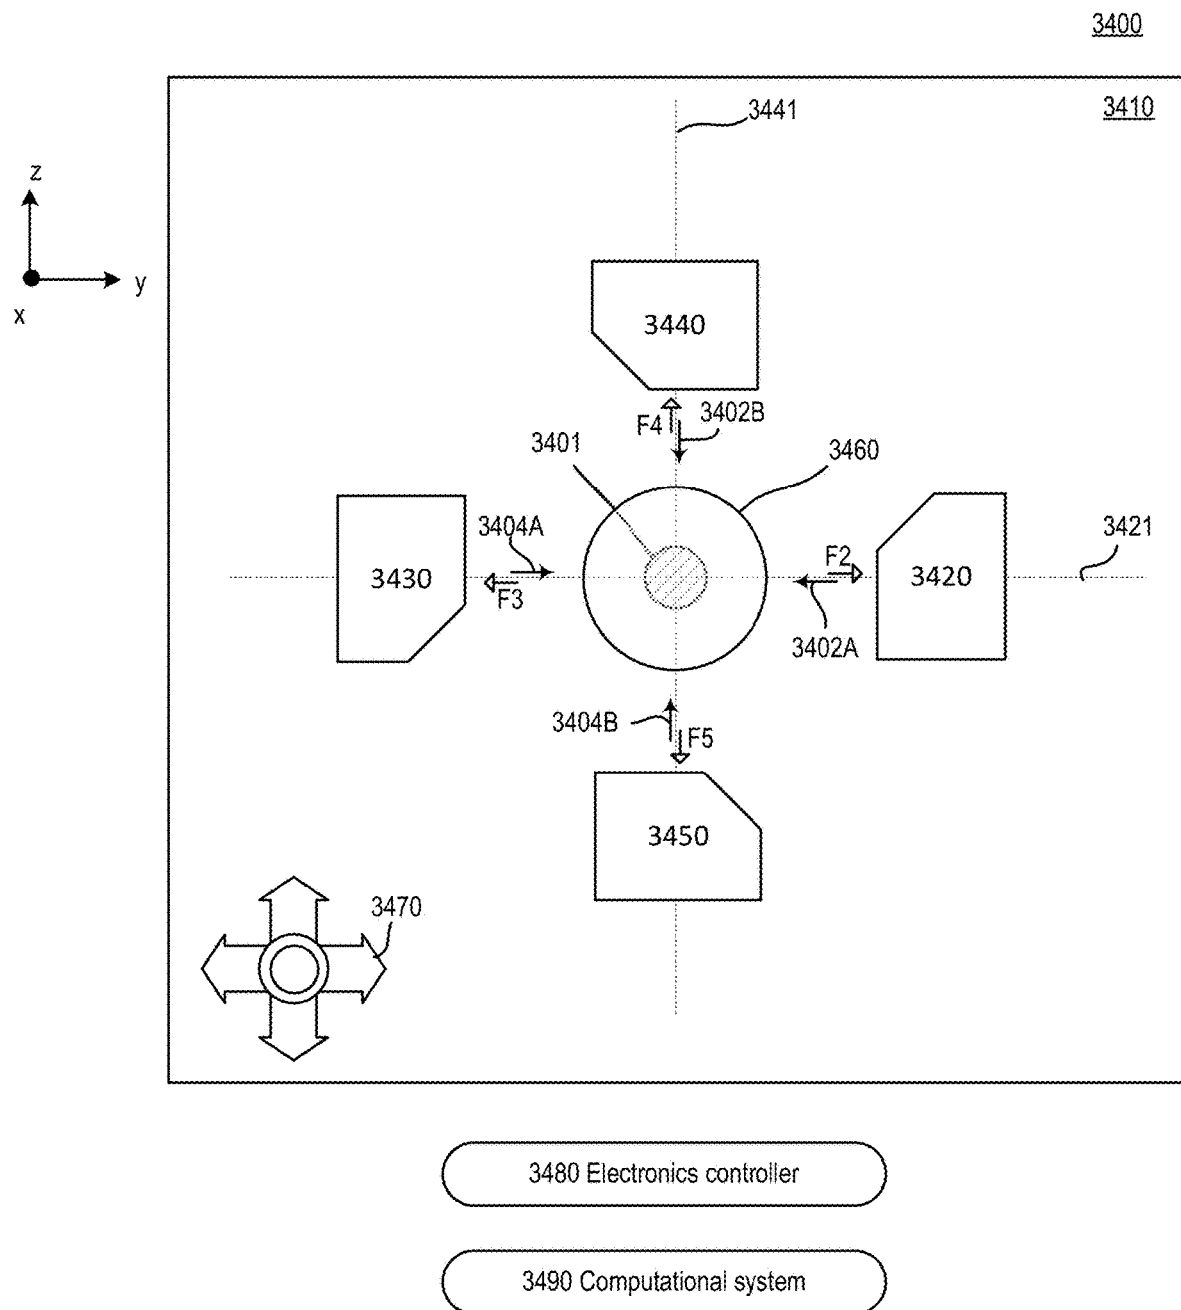 3400
3410
3441
z
y
x
3440
F4
3402B
3401
3460
3404A
3430
F3
F2
3420
3421
3402A
3404B
F5
3450
3470
3480 Electronics controller
3490 Computational system